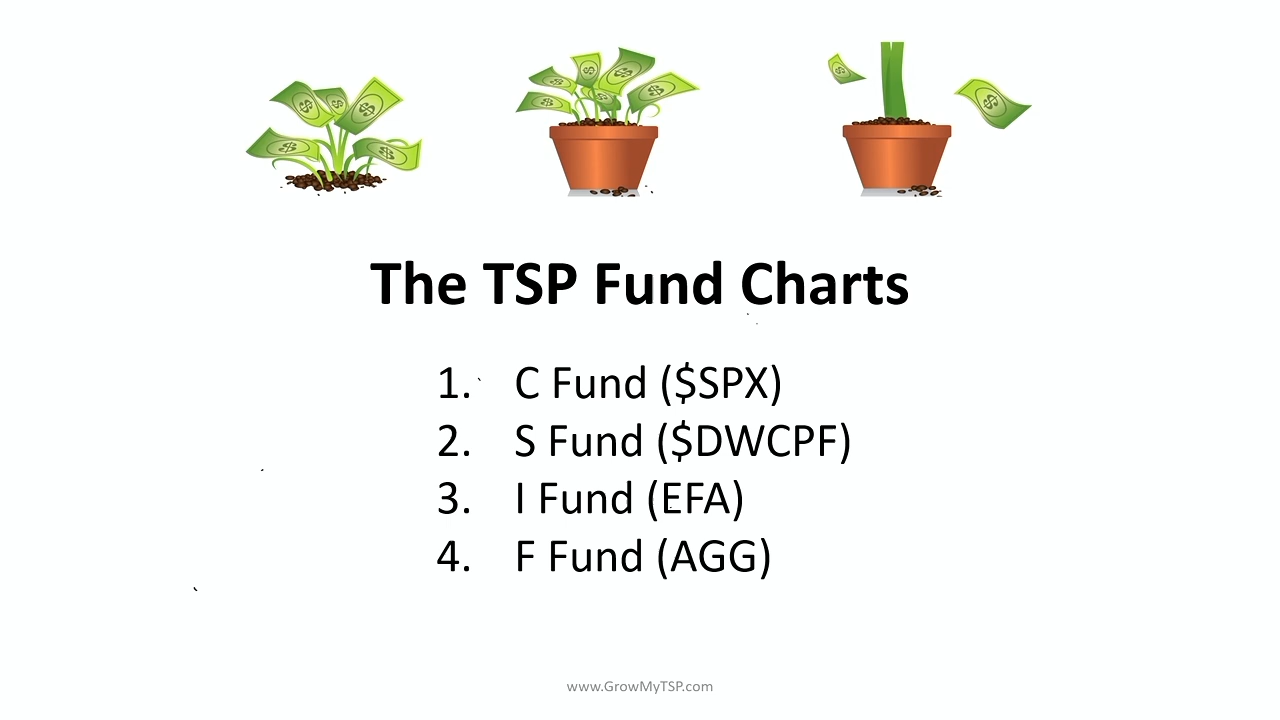 The TSP Fund Charts
1. C Fund ($SPX)
2. S Fund ($DWCPF)
3. I Fund (EFA)
4. F Fund (AGG)
www.GrowMyTSP.com